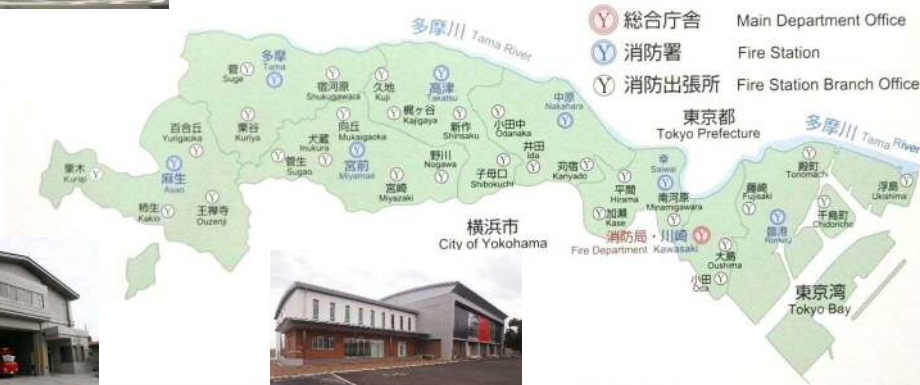 総合庁舎 Main Department Office
消防署 Fire Station
消防出張所 Fire Station Branch Office
多摩川 Tama River
多摩
Tama
菅
Suge
宿河原
Shukugawara
久地
Kuji
高津
Takatsu
中原
Nakahara
東京都
Tokyo Prefecture
多摩川 Tama River
百合丘
Yurigaoka
栗谷
Kuriya
犬蔵
Inukura
向丘
Mukaigaoka
梶ヶ谷
Kajigaya
新作
Shinsaku
小田中
Odanaka
井田
Ida
栗木
Kurigi
麻生
Asao
菅生
Sugao
宮前
Miyamae
野川
Nogawa
子母口
Shibokuchi
苅宿
Kariyado
幸
Saiwai
殿町
Tonomachi
浮島
Ukishima
柿生
Kakio
王禅寺
Ouzenji
宮崎
Miyazaki
平間
Hirama
南河原
Minamigawara
藤崎
Fujisaki
千鳥町
Chidoricho
臨港
Rinkou
加瀬
Kase
横浜市
City of Yokohama
消防局・川崎
Fire Department Kawasaki
大島
Oushima
小田
Oda
東京湾
Tokyo Bay